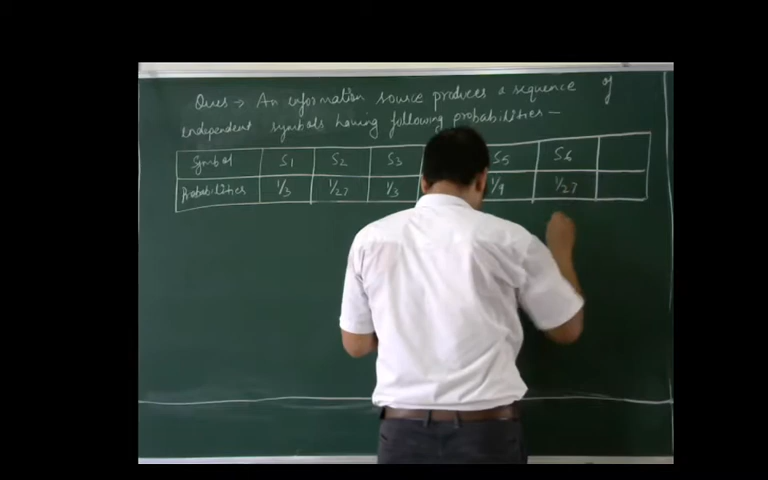 Ques → An information source produces a sequence of
independent symbols having following probabilities —
Symbol S1 S2 S3 S5 S6
Probabilities 1/3 1/27 1/3 1/9 1/27